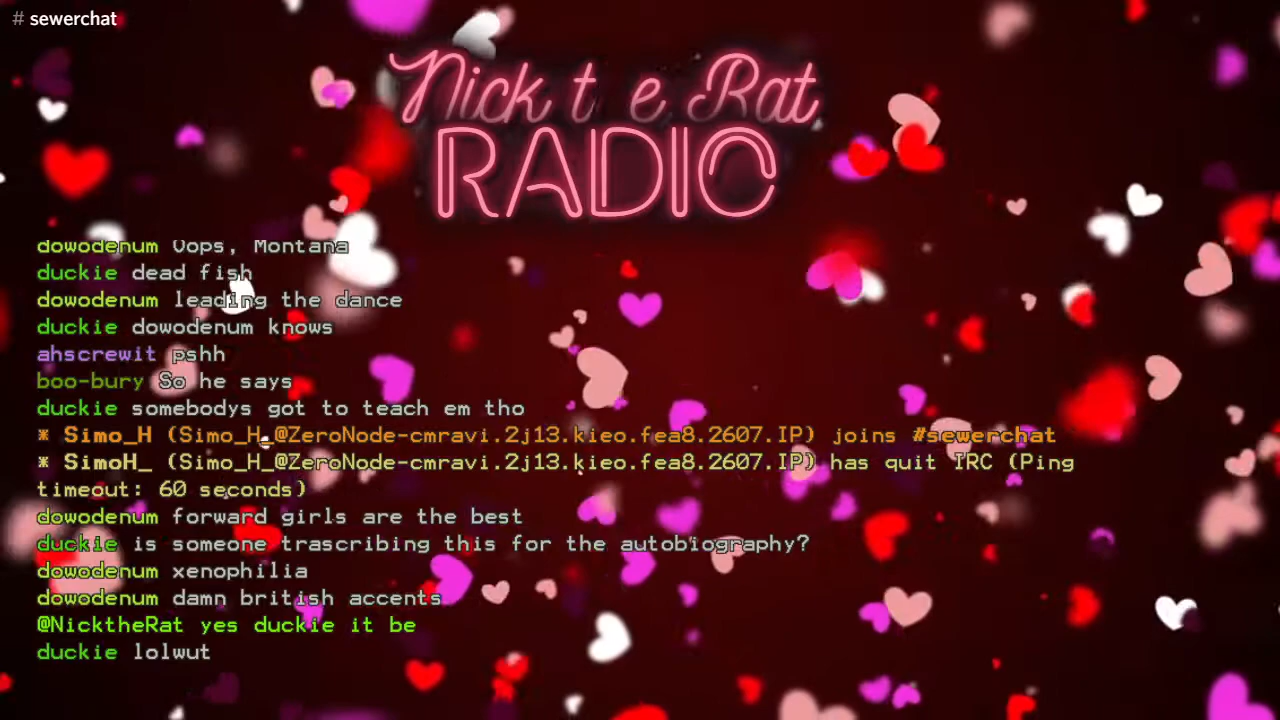 # sewerchat
Nick t e Rat
RADIO
dowodenum Oops, Montana
duckie dead fish
dowodenum leading the dance
duckie dowodenum knows
ahscrewit pshh
boo-bury So he says
duckie somebodys got to teach em tho
* Simo_H (Simo_H_@ZeroNode-cmravi.2j13.kieo.fea8.2607.IP) joins #sewerchat
* SimoH_ (Simo_H_@ZeroNode-cmravi.2j13.kieo.fea8.2607.IP) has quit IRC (Ping
timeout: 60 seconds)
dowodenum forward girls are the best
duckie is someone trascribing this for the autobiography?
dowodenum xenophilia
dowodenum damn british accents
@NicktheRat yes duckie it be
duckie lolwut